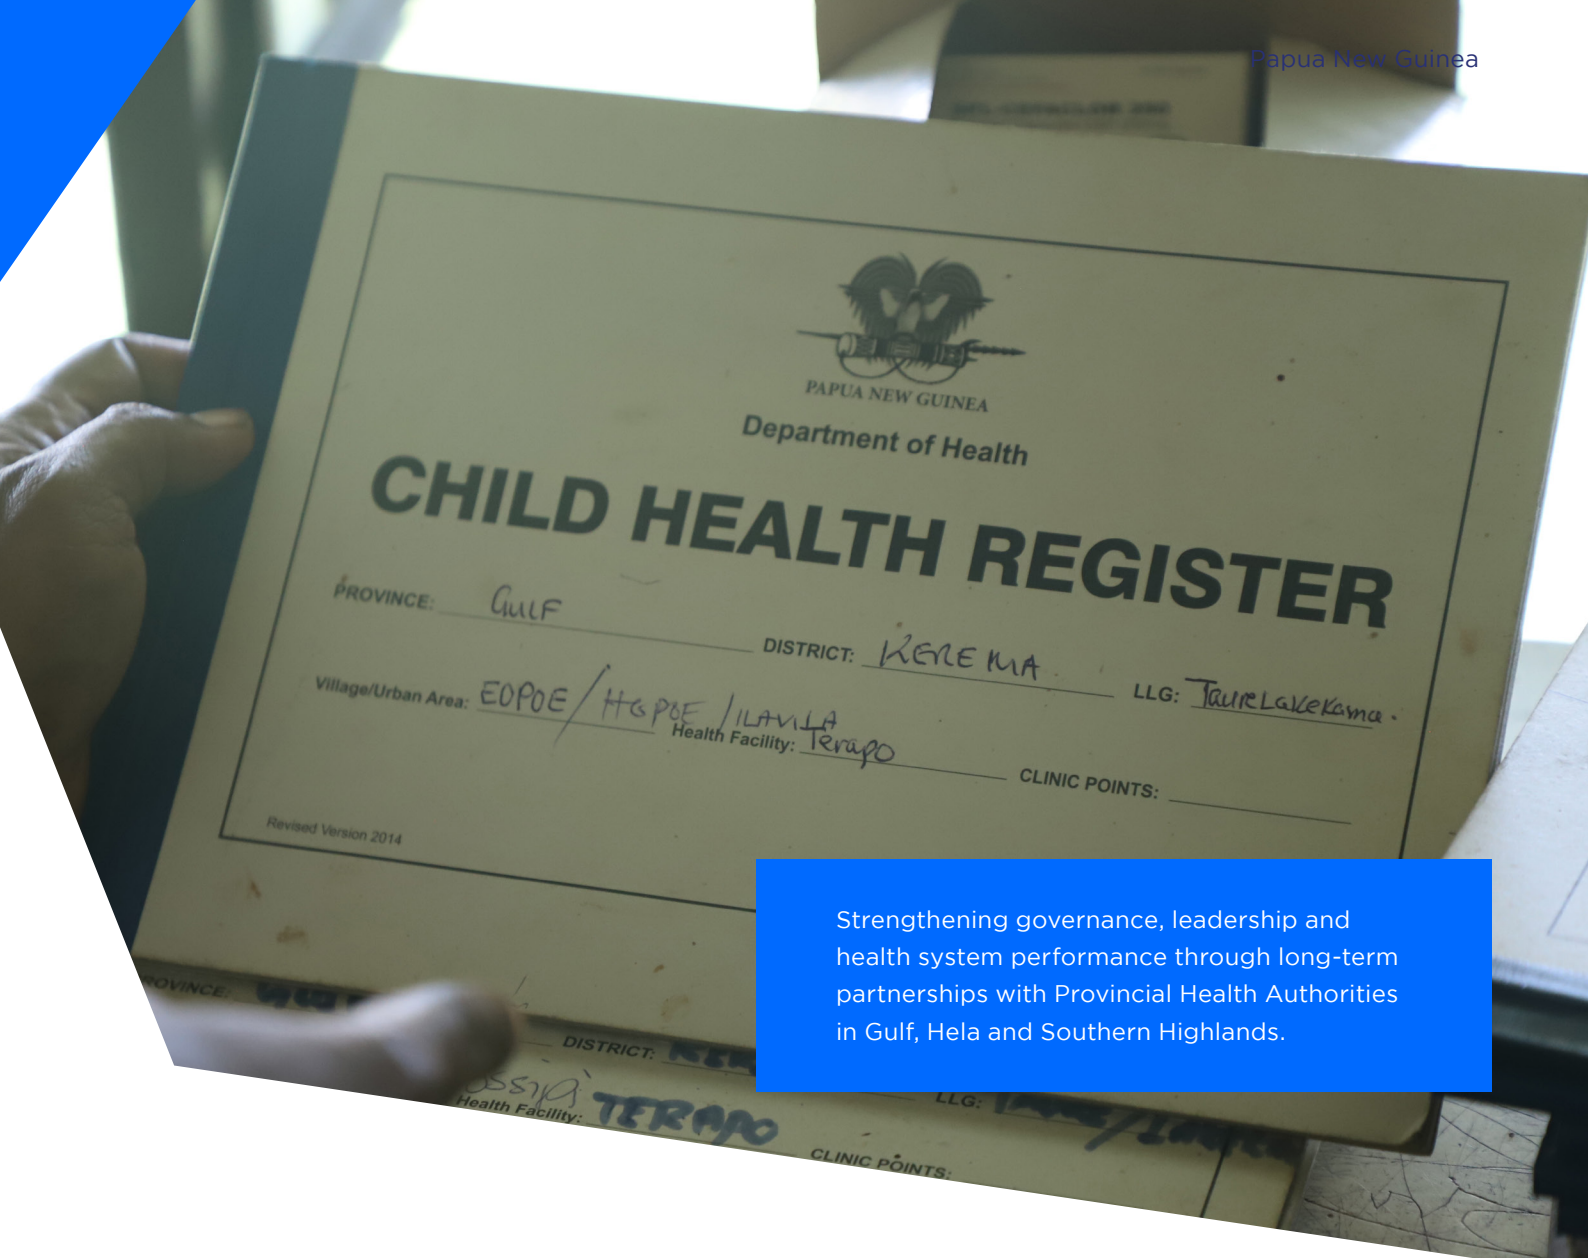 Papua New Guinea
PAPUA NEW GUINEA
Department of Health
CHILD HEALTH REGISTER
PROVINCE: GULF
DISTRICT: KEREMA
LLG: TaureLakekama.
Village/Urban Area: EOPOE / HGPOE / ILAVILA
Health Facility: Terapo
CLINIC POINTS:
Revised Version 2014
Strengthening governance, leadership and
health system performance through long-term
partnerships with Provincial Health Authorities
in Gulf, Hela and Southern Highlands.
DISTRICT:
LLG:
Health Facility: TERAPO
CLINIC POINTS: